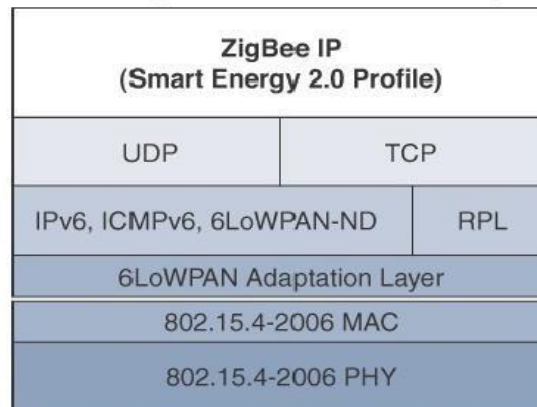 ZigBee IP
(Smart Energy 2.0 Profile)
UDP
TCP
IPv6, ICMPv6, 6LoWPAN-ND
RPL
6LoWPAN Adaptation Layer
802.15.4-2006 MAC
802.15.4-2006 PHY